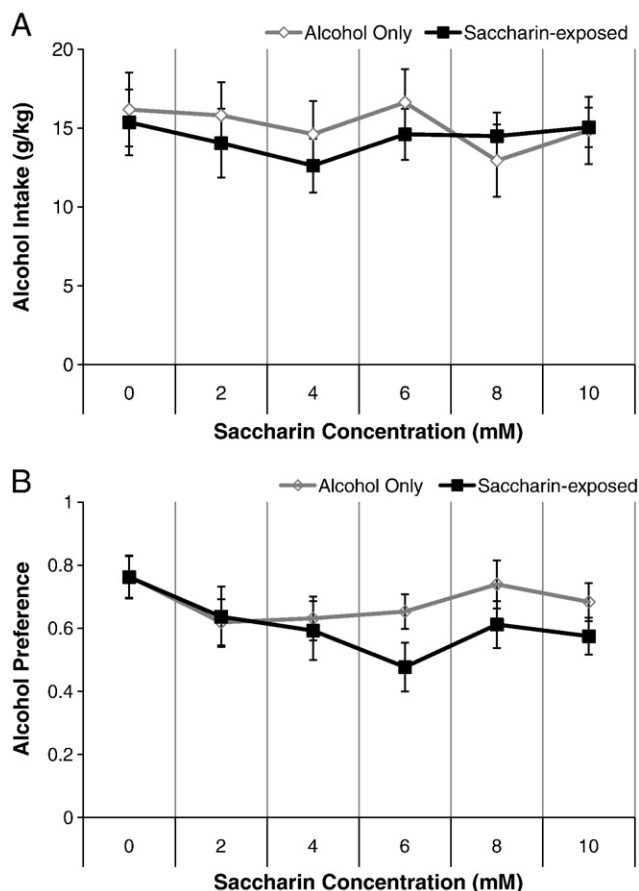 A
Alcohol Only Saccharin-exposed
20
15
10
5
0
Alcohol Intake (g/kg)
0 2 4 6 8 10
Saccharin Concentration (mM)
B
Alcohol Only Saccharin-exposed
1
0.8
0.6
0.4
0.2
0
Alcohol Preference
0 2 4 6 8 10
Saccharin Concentration (mM)